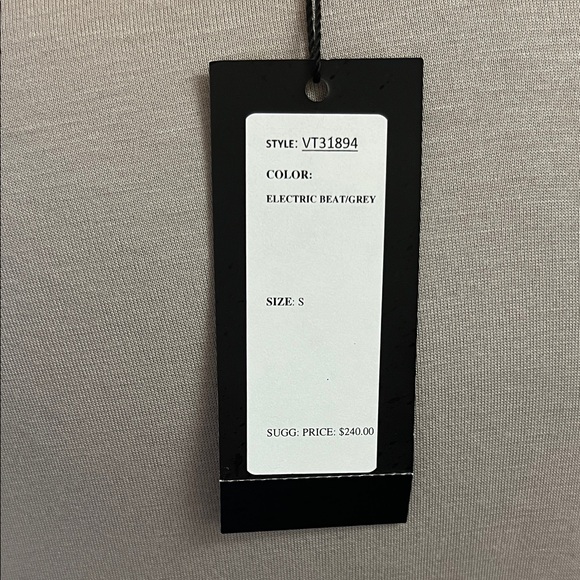 STYLE: VT31894
COLOR:
ELECTRIC BEAT/GREY
SIZE: S
SUGG: PRICE: $240.00